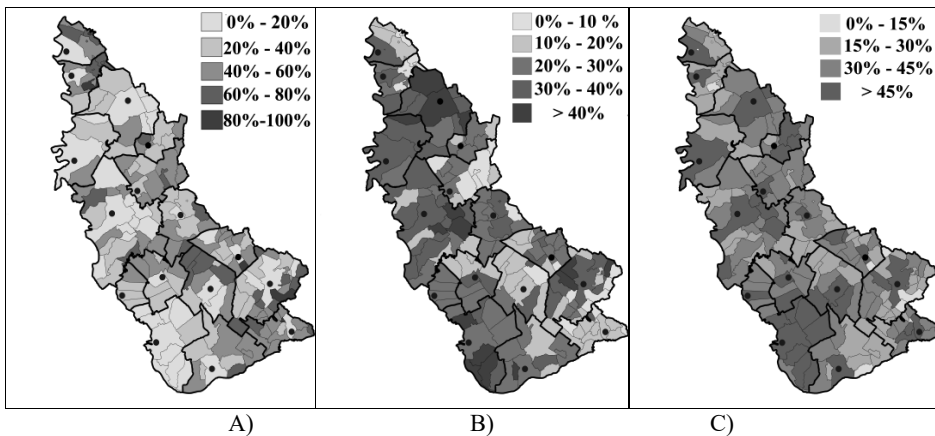 0% - 20%
20% - 40%
40% - 60%
60% - 80%
80%-100%
0% - 10 %
10% - 20%
20% - 30%
30% - 40%
> 40%
0% - 15%
15% - 30%
30% - 45%
> 45%
A)
B)
C)